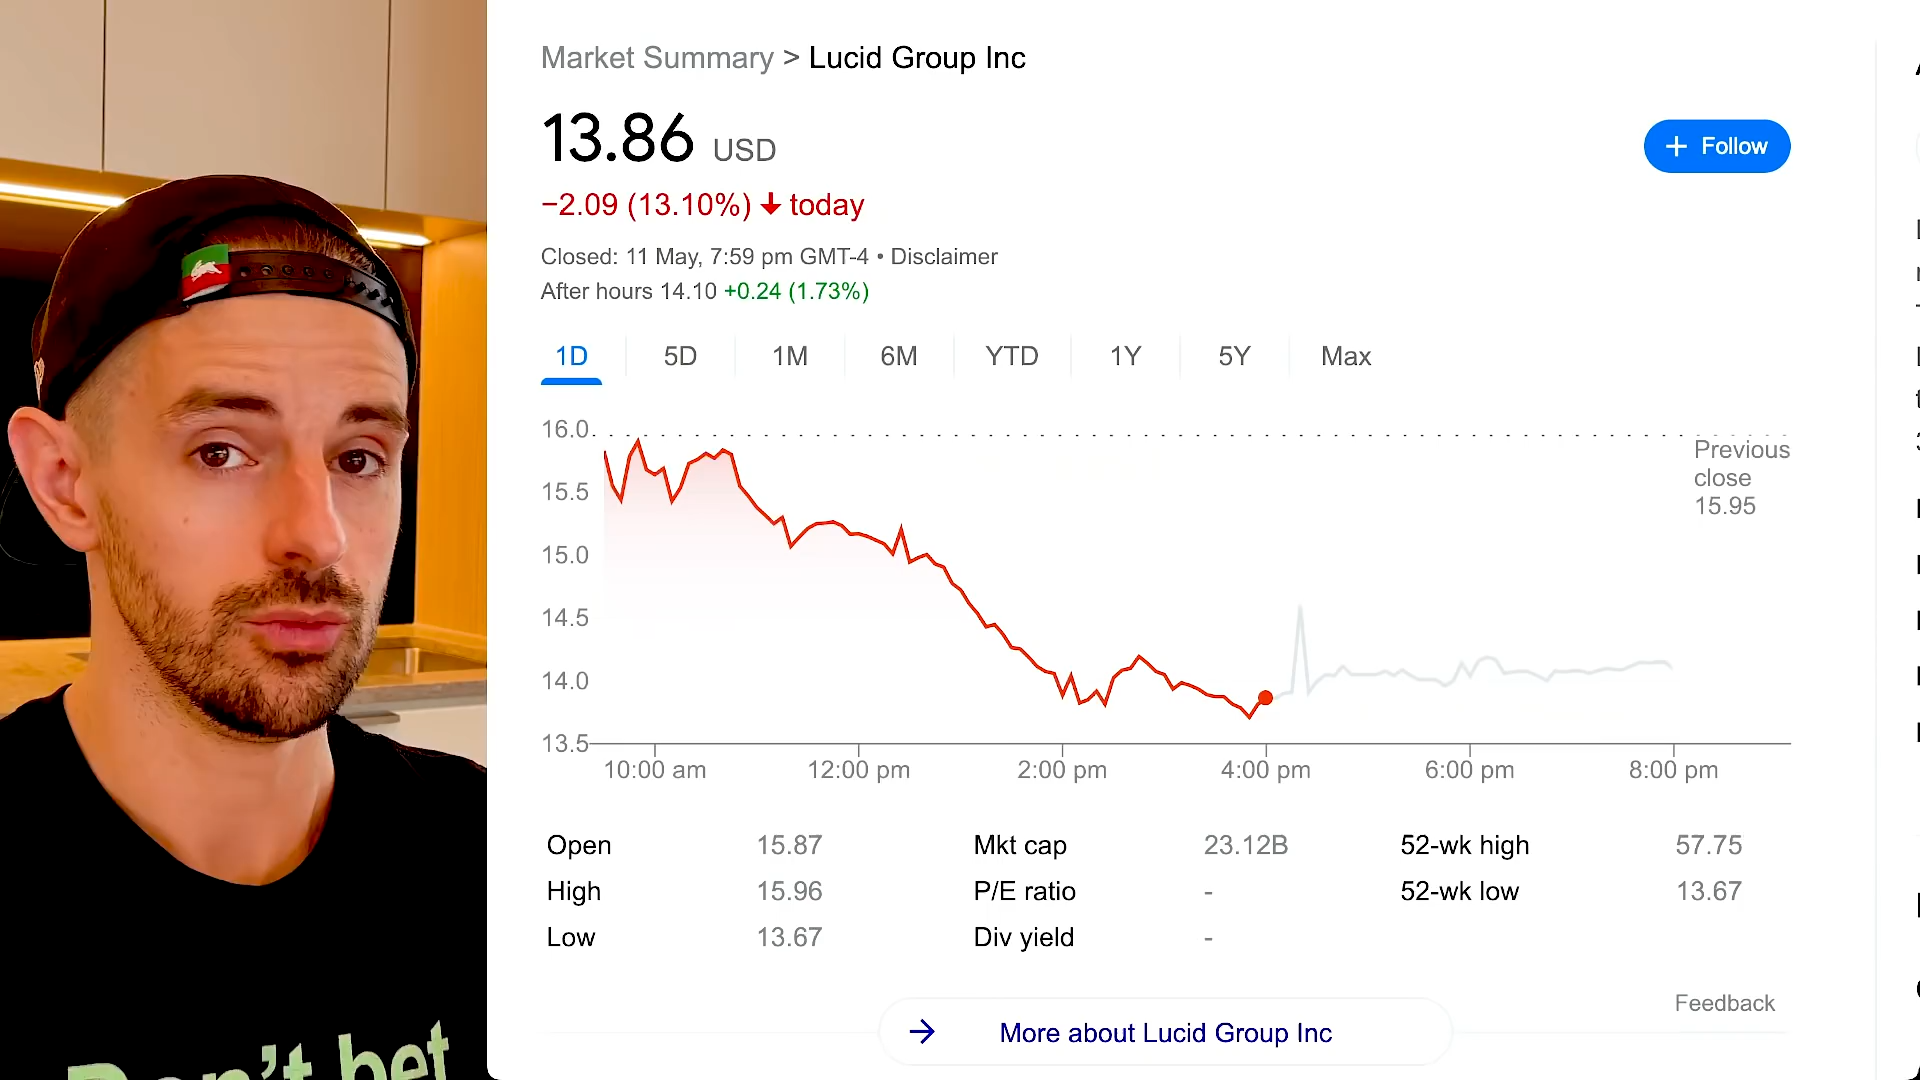 Market Summary > Lucid Group Inc
13.86 USD
−2.09 (13.10%) ↓ today
+ Follow
Closed: 11 May, 7:59 pm GMT-4 • Disclaimer
After hours 14.10 +0.24 (1.73%)
1D 5D 1M 6M YTD 1Y 5Y Max
16.0
15.5
15.0
14.5
14.0
13.5
Previous
close
15.95
10:00 am 12:00 pm 2:00 pm 4:00 pm 6:00 pm 8:00 pm
Open 15.87 Mkt cap 23.12B 52-wk high 57.75
High 15.96 P/E ratio - 52-wk low 13.67
Low 13.67 Div yield -
Feedback
→ More about Lucid Group Inc
Don't bet